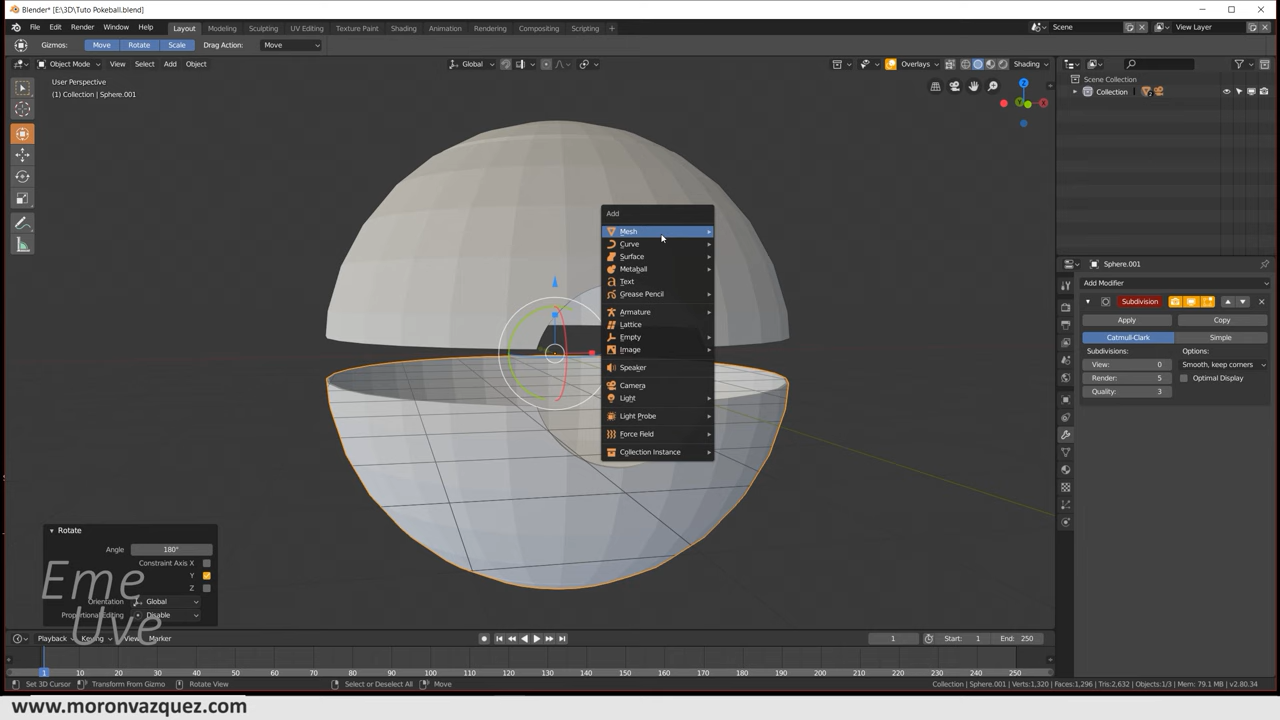 Blender* [E:\3D\Tuto Pokeball.blend]
File Edit Render Window Help Layout Modeling Sculpting UV Editing Texture Paint Shading Animation Rendering Compositing Scripting + Scene View Layer
Gizmos: Move Rotate Scale Drag Action: Move
Object Mode View Select Add Object Global Overlays Shading
User Perspective
(1) Collection | Sphere.001
Z
X
Y
Scene Collection
Collection
Add
Mesh
Curve
Surface
Metaball
Text
Grease Pencil
Armature
Lattice
Empty
Image
Speaker
Camera
Light
Light Probe
Force Field
Collection Instance
Sphere.001
Add Modifier
Subdivision
Apply Copy
Catmull-Clark Simple
Subdivisions: Options:
View: 0 Smooth, keep corners
Render: 5 Optimal Display
Quality: 3
Rotate
Angle 180°
Constraint Axis X
Y
Z
Orientation Global
Proportional Editing Disable
Eme
Uve
Playback Keying View Marker 1 Start: 1 End: 250
1 10 20 30 40 50 60 70 80 90 100 110 120 130 140 150 160 170 180 190 200 210 220 230 240 250
Set 3D Cursor Transform From Gizmo Rotate View Select or Deselect All Move Collection | Sphere.001 | Verts:1,320 | Faces:1,296 | Tris:2,632 | Objects:1/3 | Mem: 79.1 MB | v2.80.34
www.moronvazquez.com